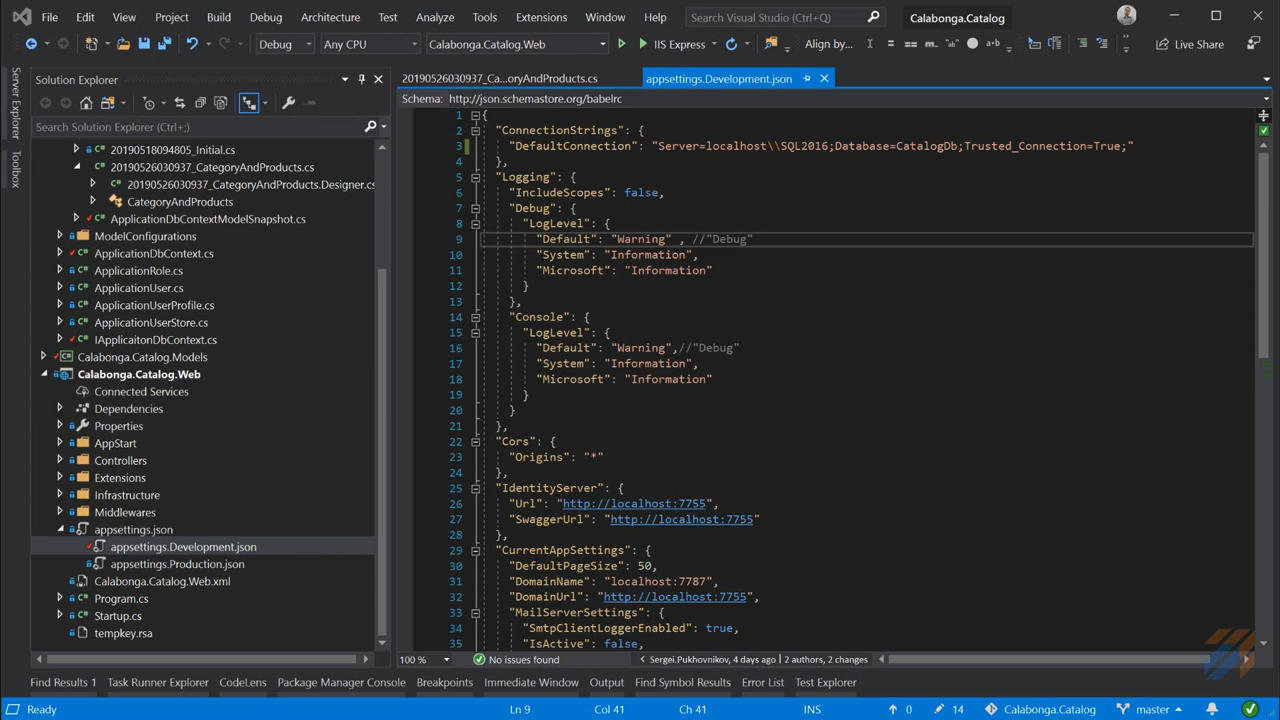 File Edit View Project Build Debug Architecture Test Analyze Tools Extensions Window Help Search Visual Studio (Ctrl+Q) Calabonga.Catalog
Debug Any CPU Calabonga.Catalog.Web IIS Express Align by... Live Share
Server Explorer
Toolbox
Solution Explorer
Search Solution Explorer (Ctrl+;)
20190518094805_Initial.cs
20190526030937_CategoryAndProducts.cs
20190526030937_CategoryAndProducts.Designer.cs
CategoryAndProducts
ApplicationDbContextModelSnapshot.cs
ModelConfigurations
ApplicationDbContext.cs
ApplicationRole.cs
ApplicationUser.cs
ApplicationUserProfile.cs
ApplicationUserStore.cs
IApplicaitonDbContext.cs
Calabonga.Catalog.Models
Calabonga.Catalog.Web
Connected Services
Dependencies
Properties
AppStart
Controllers
Extensions
Infrastructure
Middlewares
appsettings.json
appsettings.Development.json
appsettings.Production.json
Calabonga.Catalog.Web.xml
Program.cs
Startup.cs
tempkey.rsa
20190526030937_Ca...oryAndProducts.cs appsettings.Development.json
Schema: http://json.schemastore.org/babelrc
1 {
2 "ConnectionStrings": {
3 "DefaultConnection": "Server=localhost\\SQL2016;Database=CatalogDb;Trusted_Connection=True;"
4 },
5 "Logging": {
6 "IncludeScopes": false,
7 "Debug": {
8 "LogLevel": {
9 "Default": "Warning" , //"Debug"
10 "System": "Information",
11 "Microsoft": "Information"
12 }
13 },
14 "Console": {
15 "LogLevel": {
16 "Default": "Warning",//"Debug"
17 "System": "Information",
18 "Microsoft": "Information"
19 }
20 }
21 },
22 "Cors": {
23 "Origins": "*"
24 },
25 "IdentityServer": {
26 "Url": "http://localhost:7755",
27 "SwaggerUrl": "http://localhost:7755"
28 },
29 "CurrentAppSettings": {
30 "DefaultPageSize": 50,
31 "DomainName": "localhost:7787",
32 "DomainUrl": "http://localhost:7755",
33 "MailServerSettings": {
34 "SmtpClientLoggerEnabled": true,
35 "IsActive": false,
100 % No issues found Sergei.Pukhovnikov, 4 days ago | 2 authors, 2 changes
Find Results 1 Task Runner Explorer CodeLens Package Manager Console Breakpoints Immediate Window Output Find Symbol Results Error List Test Explorer
Ready Ln 9 Col 41 Ch 41 INS 0 14 Calabonga.Catalog master